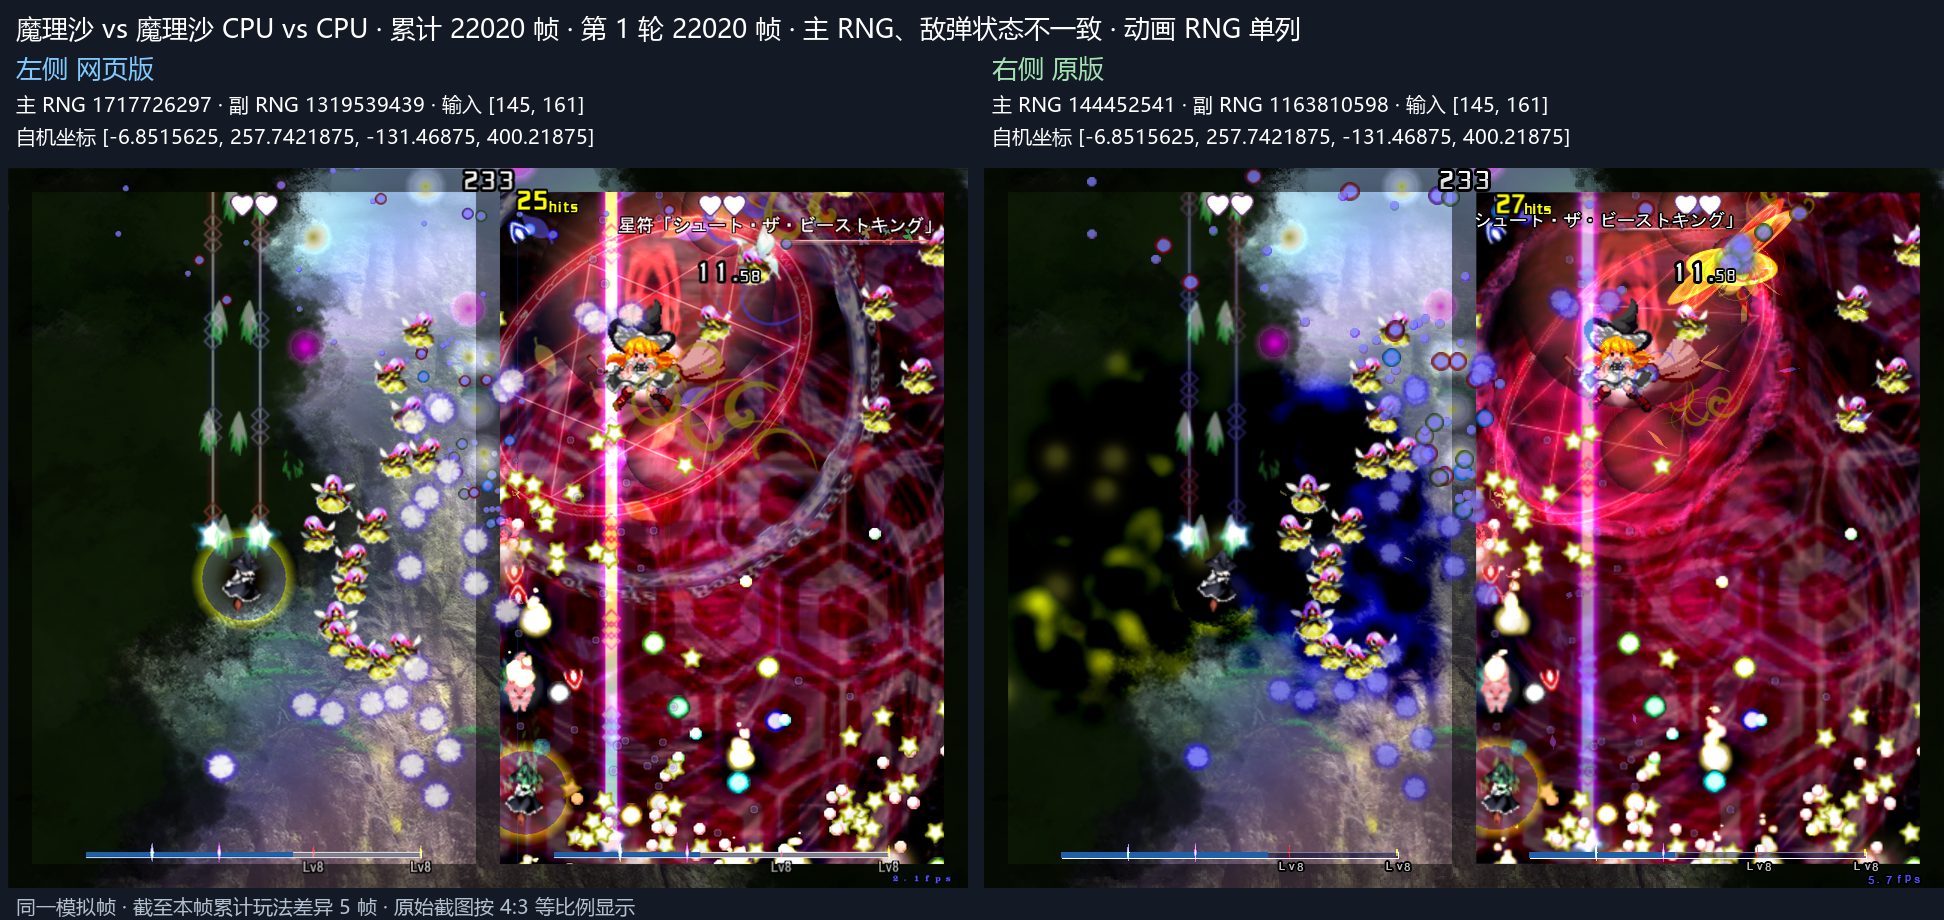 魔理沙 vs 魔理沙 CPU vs CPU · 累计 22020 帧 · 第 1 轮 22020 帧 · 主 RNG、敌弹状态不一致 · 动画 RNG 单列
左侧 网页版
主 RNG 1717726297 · 副 RNG 1319539439 · 输入 [145, 161]
自机坐标 [-6.8515625, 257.7421875, -131.46875, 400.21875]
右侧 原版
主 RNG 144452541 · 副 RNG 1163810598 · 输入 [145, 161]
自机坐标 [-6.8515625, 257.7421875, -131.46875, 400.21875]
233
25hits
星符「シュート・ザ・ビーストキング」
11.58
Lv8
Lv8
Lv8
Lv8
2.1fps
233
27hits
シュート・ザ・ビーストキング」
11.58
Lv8
Lv8
Lv8
Lv8
5.7fps
同一模拟帧 · 截至本帧累计玩法差异 5 帧 · 原始截图按 4:3 等比例显示